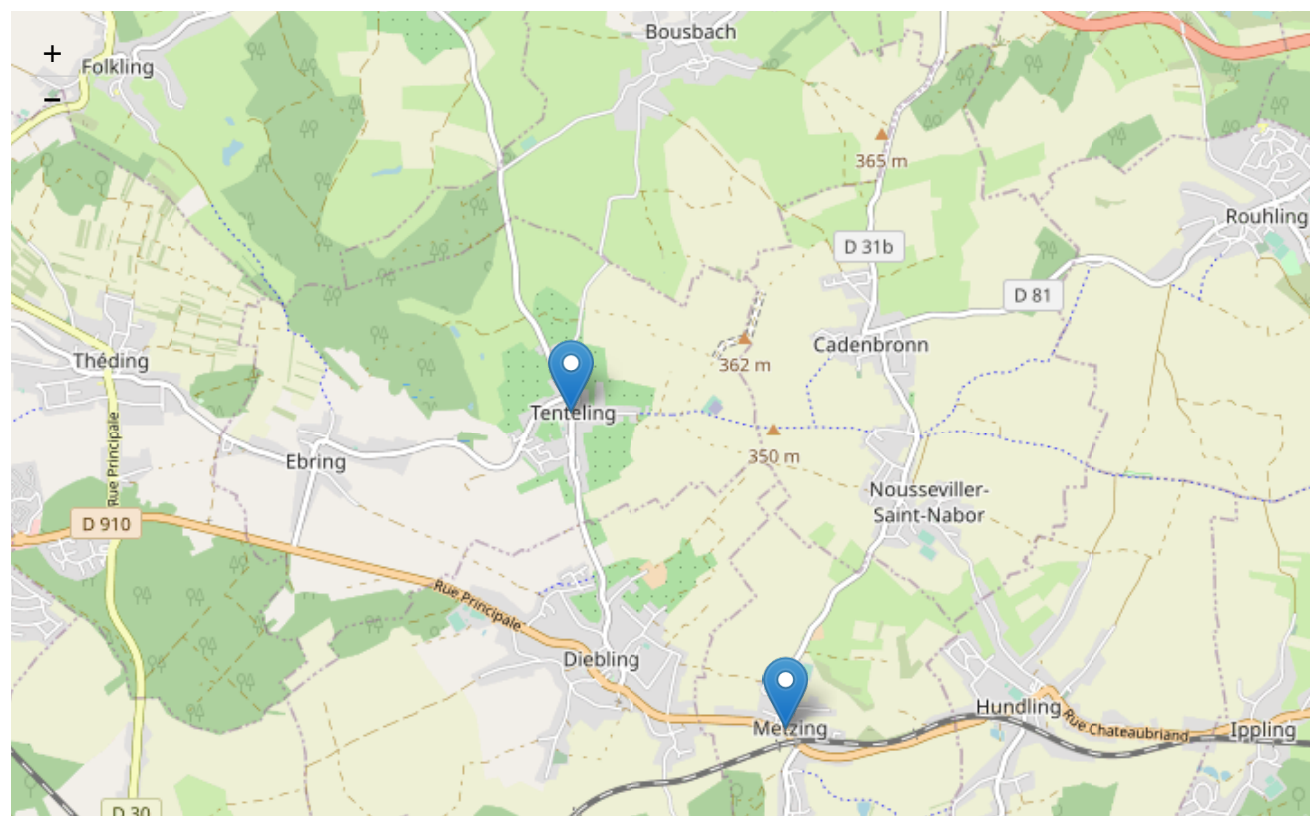 Bousbach
+
Folkling
−
365 m
Rouhling
D 31b
D 81
Cadenbronn
Théding
362 m
Tenteling
Rue Principale
350 m
Ebring
Nousseviller-
Saint-Nabor
D 910
Rue Principale
Diebling
Hundling
Rue Chateaubriand
Metzing
Ippling
D 30